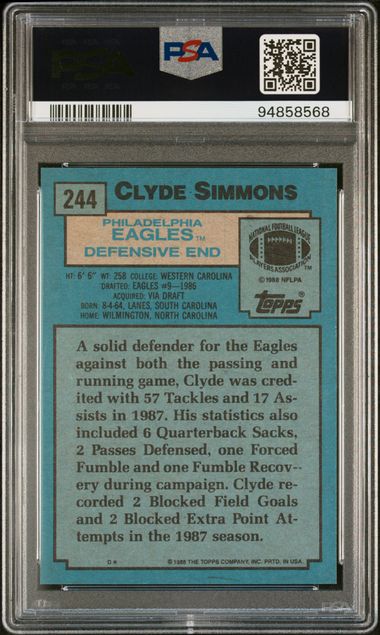 PSA
PSA
94858568
244
CLYDE SIMMONS
PHILADELPHIA
EAGLES™
DEFENSIVE END
NATIONAL FOOTBALL LEAGUE
PLAYERS ASSOCIATION™
© 1988 NFLPA
topps
HT: 6' 6" WT: 258 COLLEGE: WESTERN CAROLINA
DRAFTED: EAGLES #9—1986
ACQUIRED: VIA DRAFT
BORN: 8-4-64, LANES, SOUTH CAROLINA
HOME: WILMINGTON, NORTH CAROLINA
A solid defender for the Eagles
against both the passing and
running game, Clyde was cred-
ited with 57 Tackles and 17 As-
sists in 1987. His statistics also
included 6 Quarterback Sacks,
2 Passes Defensed, one Forced
Fumble and one Fumble Recov-
ery during campaign. Clyde re-
corded 2 Blocked Field Goals
and 2 Blocked Extra Point At-
tempts in the 1987 season.
D* © 1988 THE TOPPS COMPANY, INC. PRTD. IN U.S.A.
PSA